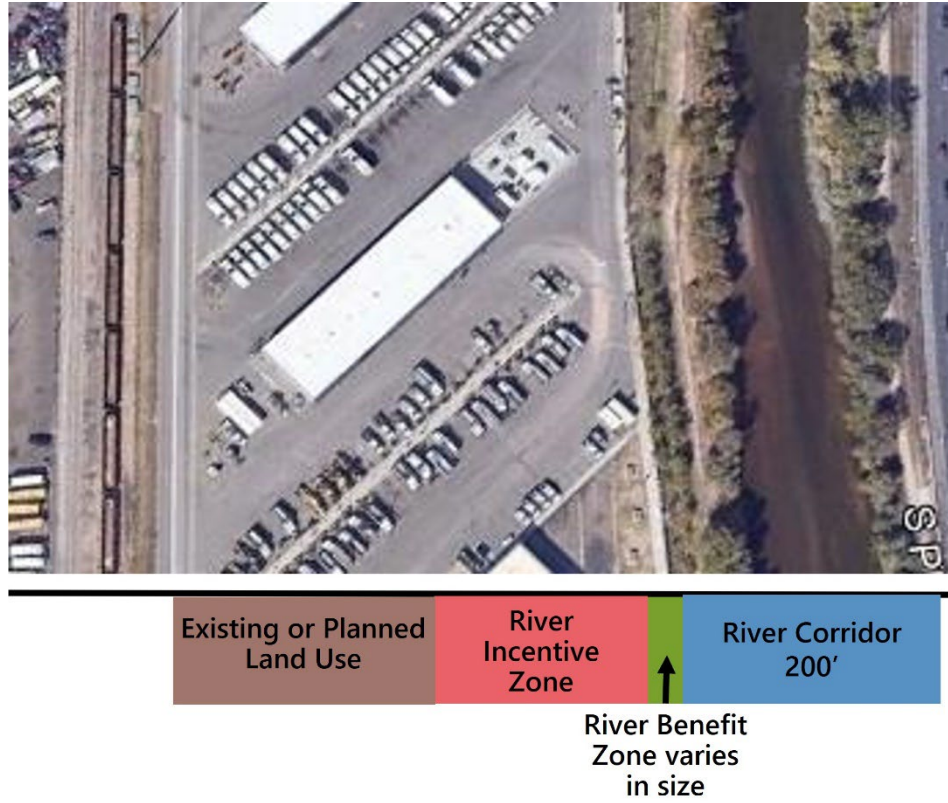 S P
Existing or Planned
Land Use
River
Incentive
Zone
River Corridor
200’
River Benefit
Zone varies
in size